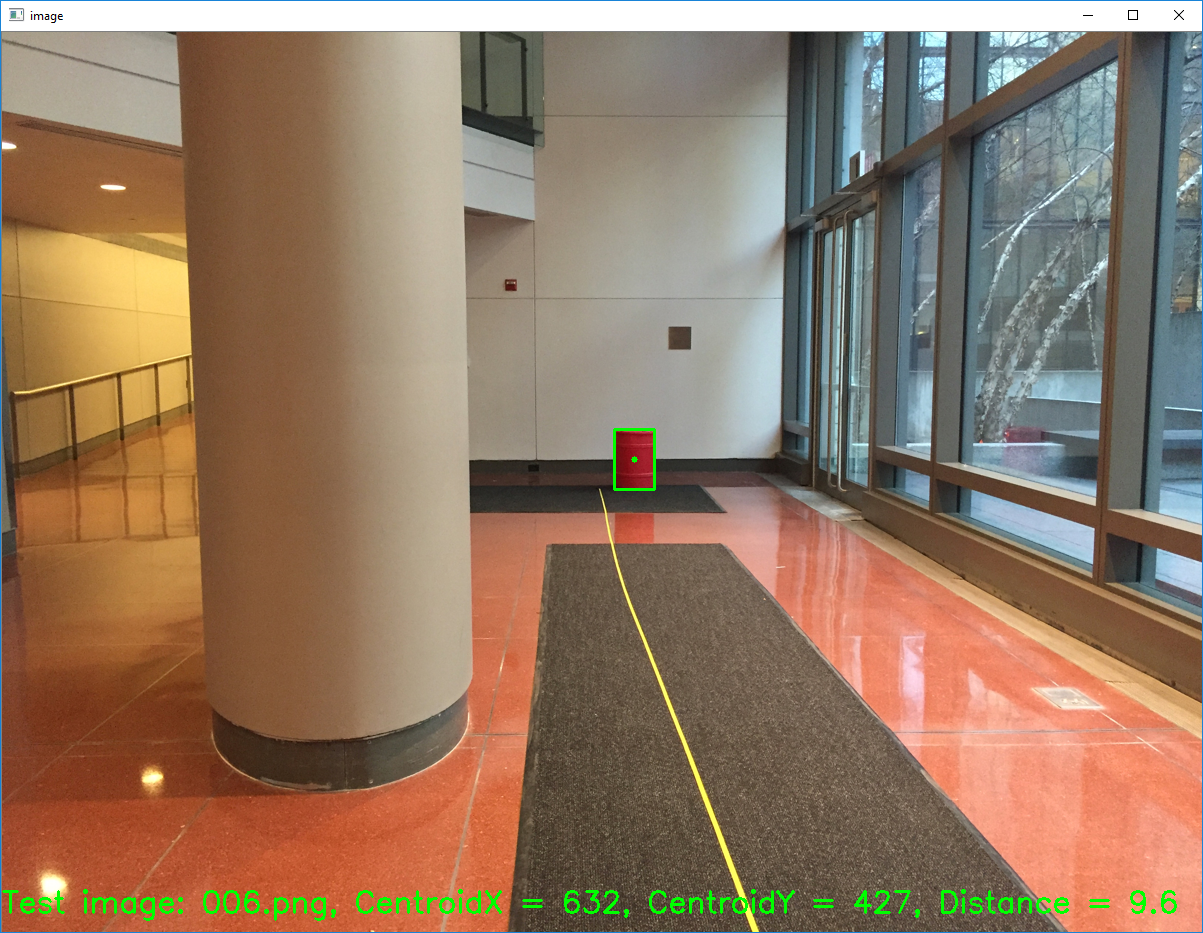 image
Test image: 006.png, CentroidX = 632, CentroidY = 427, Distance = 9.6